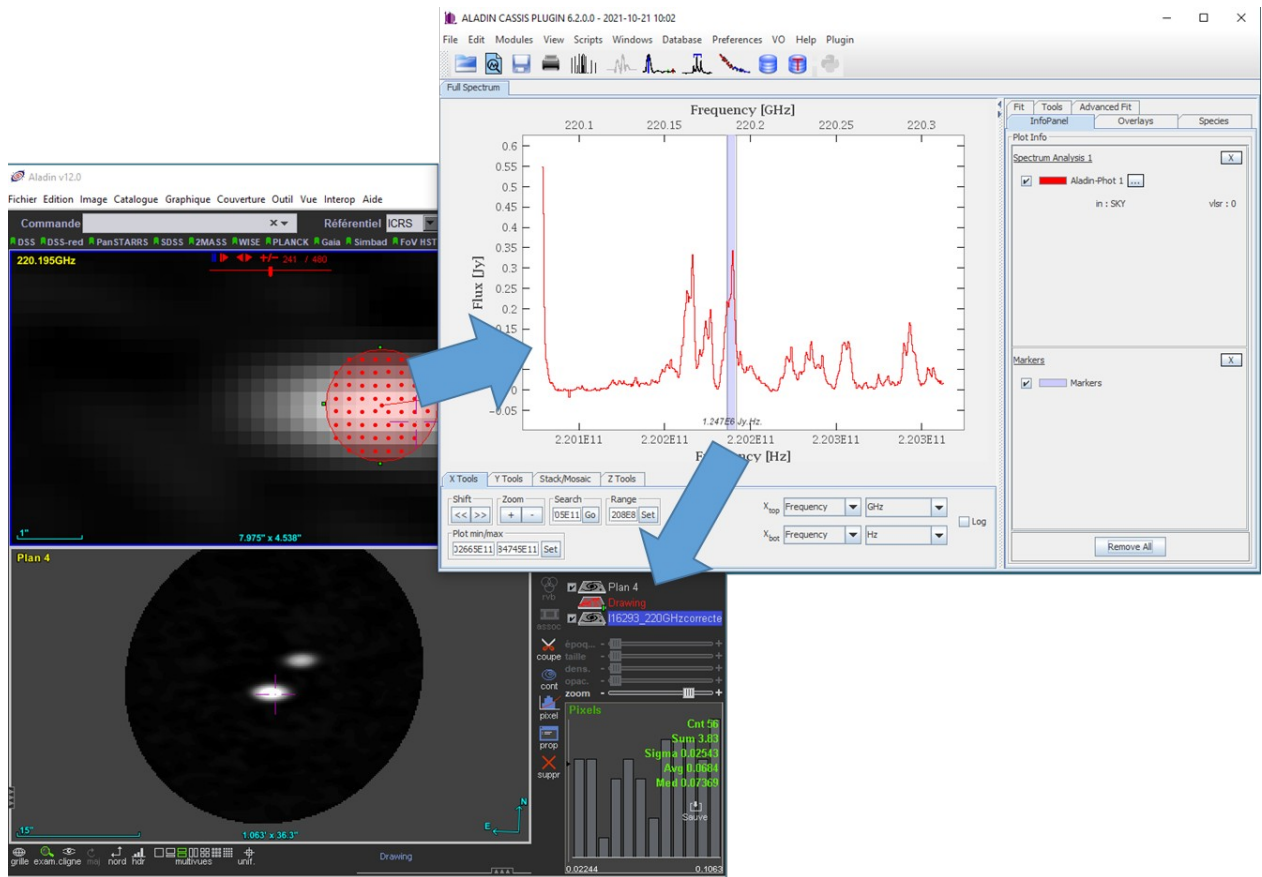 ALADIN CASSIS PLUGIN 6.2.0.0 - 2021-10-21 10:02
File Edit Modules View Scripts Windows Database Preferences VO Help Plugin
Full Spectrum
Frequency [GHz]
220.1 220.15 220.2 220.25 220.3
0.6
0.55
0.5
0.45
0.4
0.35
0.3
0.25
0.2
0.15
-0.05
Flux [Jy]
1.247E6 Jy.Hz.
2.201E11 2.202E11 2.202E11 2.203E11 2.203E11
[Hz]
X Tools Y Tools Stack/Mosaic Z Tools
Shift Zoom Search Range
<< >> + - 05E11 Go 208E8 Set
Plot min/max
02665E11 34745E11 Set
Xtop Frequency GHz
Xbot Frequency Hz
Log
Fit Tools Advanced Fit
InfoPanel Overlays Species
Plot Info
Spectrum Analysis 1 X
Aladin-Phot 1 ...
in : SKY vlsr : 0
Markers X
Markers
Remove All
Aladin v12.0
Fichier Edition Image Catalogue Graphique Couverture Outil Vue Interop Aide
Commande Référentiel ICRS
DSS DSS-red PanSTARRS SDSS 2MASS WISE PLANCK Gaia Simbad FoV HST
220.195GHz
+/- 241 / 480
1"
7.975" x 4.538"
Plan 4
15"
1.063' x 36.3"
N
E
rvb
assoc
coupe
cont
pixel
prop
suppr
Plan 4
Drawing
I16293_220GHzcorrecte
époq...
taille
dens.
opac.
zoom
Pixels
Cnt 56
Sum 3.83
Sigma 0.02543
Avg 0.0684
Med 0.07369
Sauve
0.02244 0.1063
grille exam.cligne maj nord hdr multivues unif.
Drawing